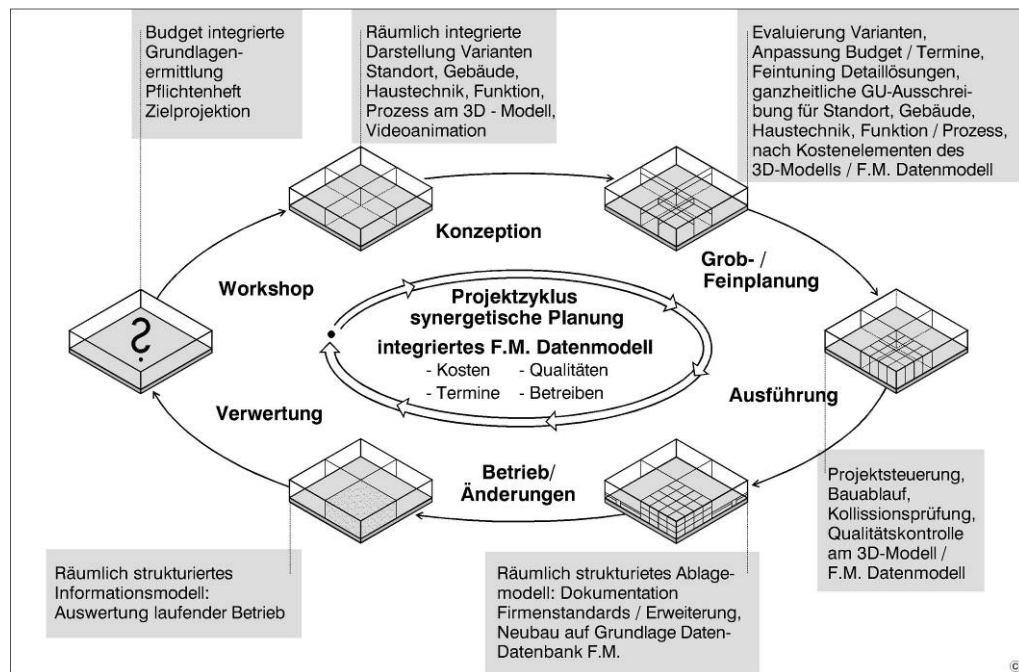 Budget integrierte
Grundlagen-
ermittlung
Pflichtenheft
Zielprojektion
Räumlich integrierte
Darstellung Varianten
Standort, Gebäude,
Haustechnik, Funktion,
Prozess am 3D - Modell,
Videoanimation
Evaluierung Varianten,
Anpassung Budget / Termine,
Feintuning Detaillösungen,
ganzheitliche GU-Ausschrei-
bung für Standort, Gebäude,
Haustechnik, Funktion / Prozess,
nach Kostenelementen des
3D-Modells / F.M. Datenmodell
Konzeption
Grob- /
Feinplanung
Workshop
Projektzyklus
synergetische Planung
integriertes F.M. Datenmodell
- Kosten - Qualitäten
- Termine - Betreiben
?
Ausführung
Verwertung
Betrieb/
Änderungen
Projektsteuerung,
Bauablauf,
Kollissionsprüfung,
Qualitätskontrolle
am 3D-Modell /
F.M. Datenmodell
Räumlich strukturiertes
Informationsmodell:
Auswertung laufender Betrieb
Räumlich strukturietes Ablage-
modell: Dokumentation
Firmenstandards / Erweiterung,
Neubau auf Grundlage Daten-
Datenbank F.M.
©